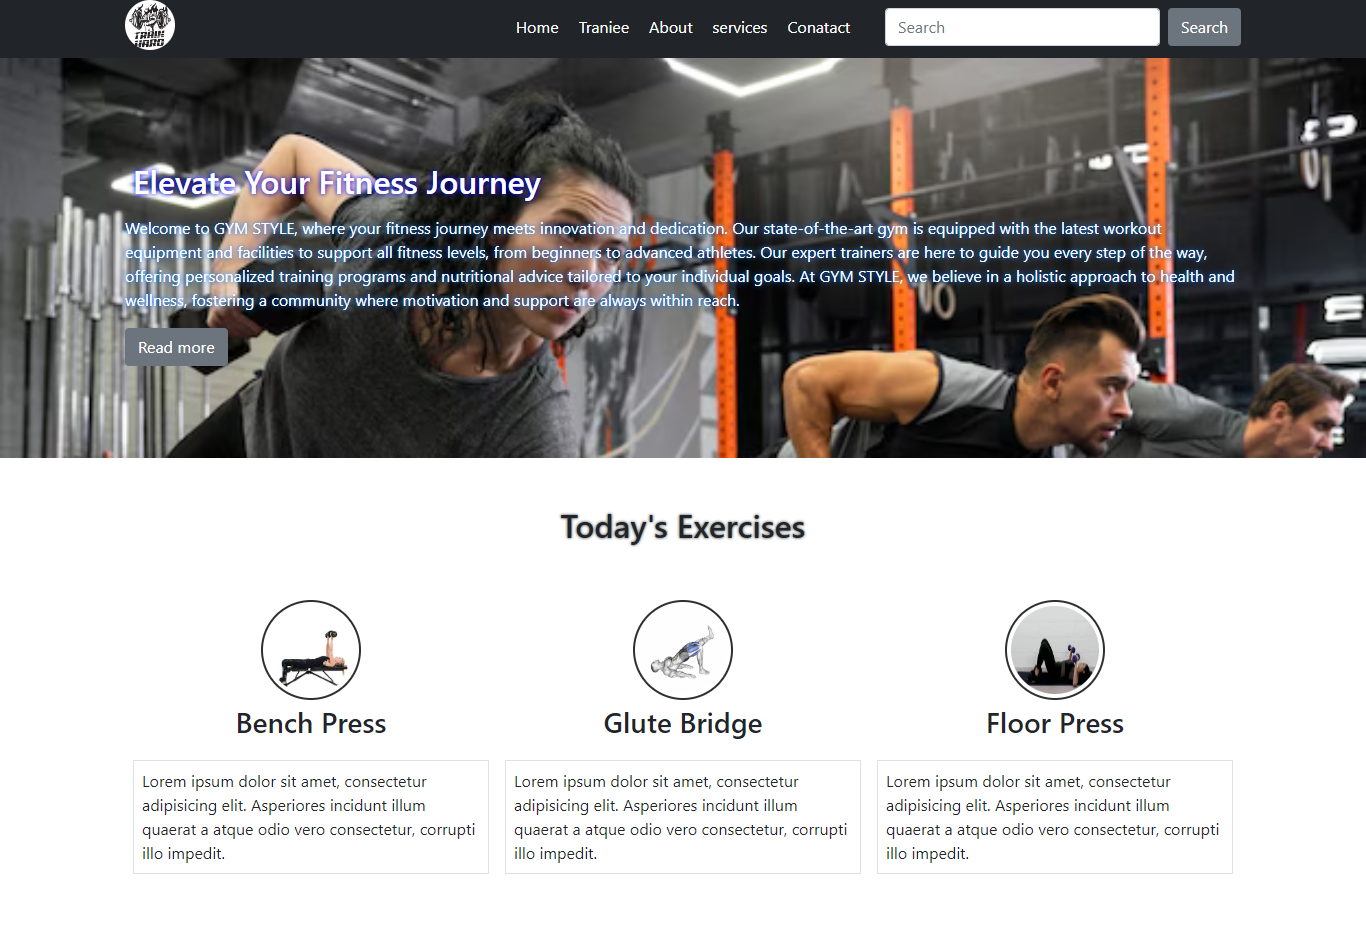 TRAIN
HARD
Home Traniee About services Conatact Search Search
Elevate Your Fitness Journey
Welcome to GYM STYLE, where your fitness journey meets innovation and dedication. Our state-of-the-art gym is equipped with the latest workout
equipment and facilities to support all fitness levels, from beginners to advanced athletes. Our expert trainers are here to guide you every step of the way,
offering personalized training programs and nutritional advice tailored to your individual goals. At GYM STYLE, we believe in a holistic approach to health and
wellness, fostering a community where motivation and support are always within reach.
Read more
Today's Exercises
Bench Press
Lorem ipsum dolor sit amet, consectetur
adipisicing elit. Asperiores incidunt illum
quaerat a atque odio vero consectetur, corrupti
illo impedit.
Glute Bridge
Lorem ipsum dolor sit amet, consectetur
adipisicing elit. Asperiores incidunt illum
quaerat a atque odio vero consectetur, corrupti
illo impedit.
Floor Press
Lorem ipsum dolor sit amet, consectetur
adipisicing elit. Asperiores incidunt illum
quaerat a atque odio vero consectetur, corrupti
illo impedit.